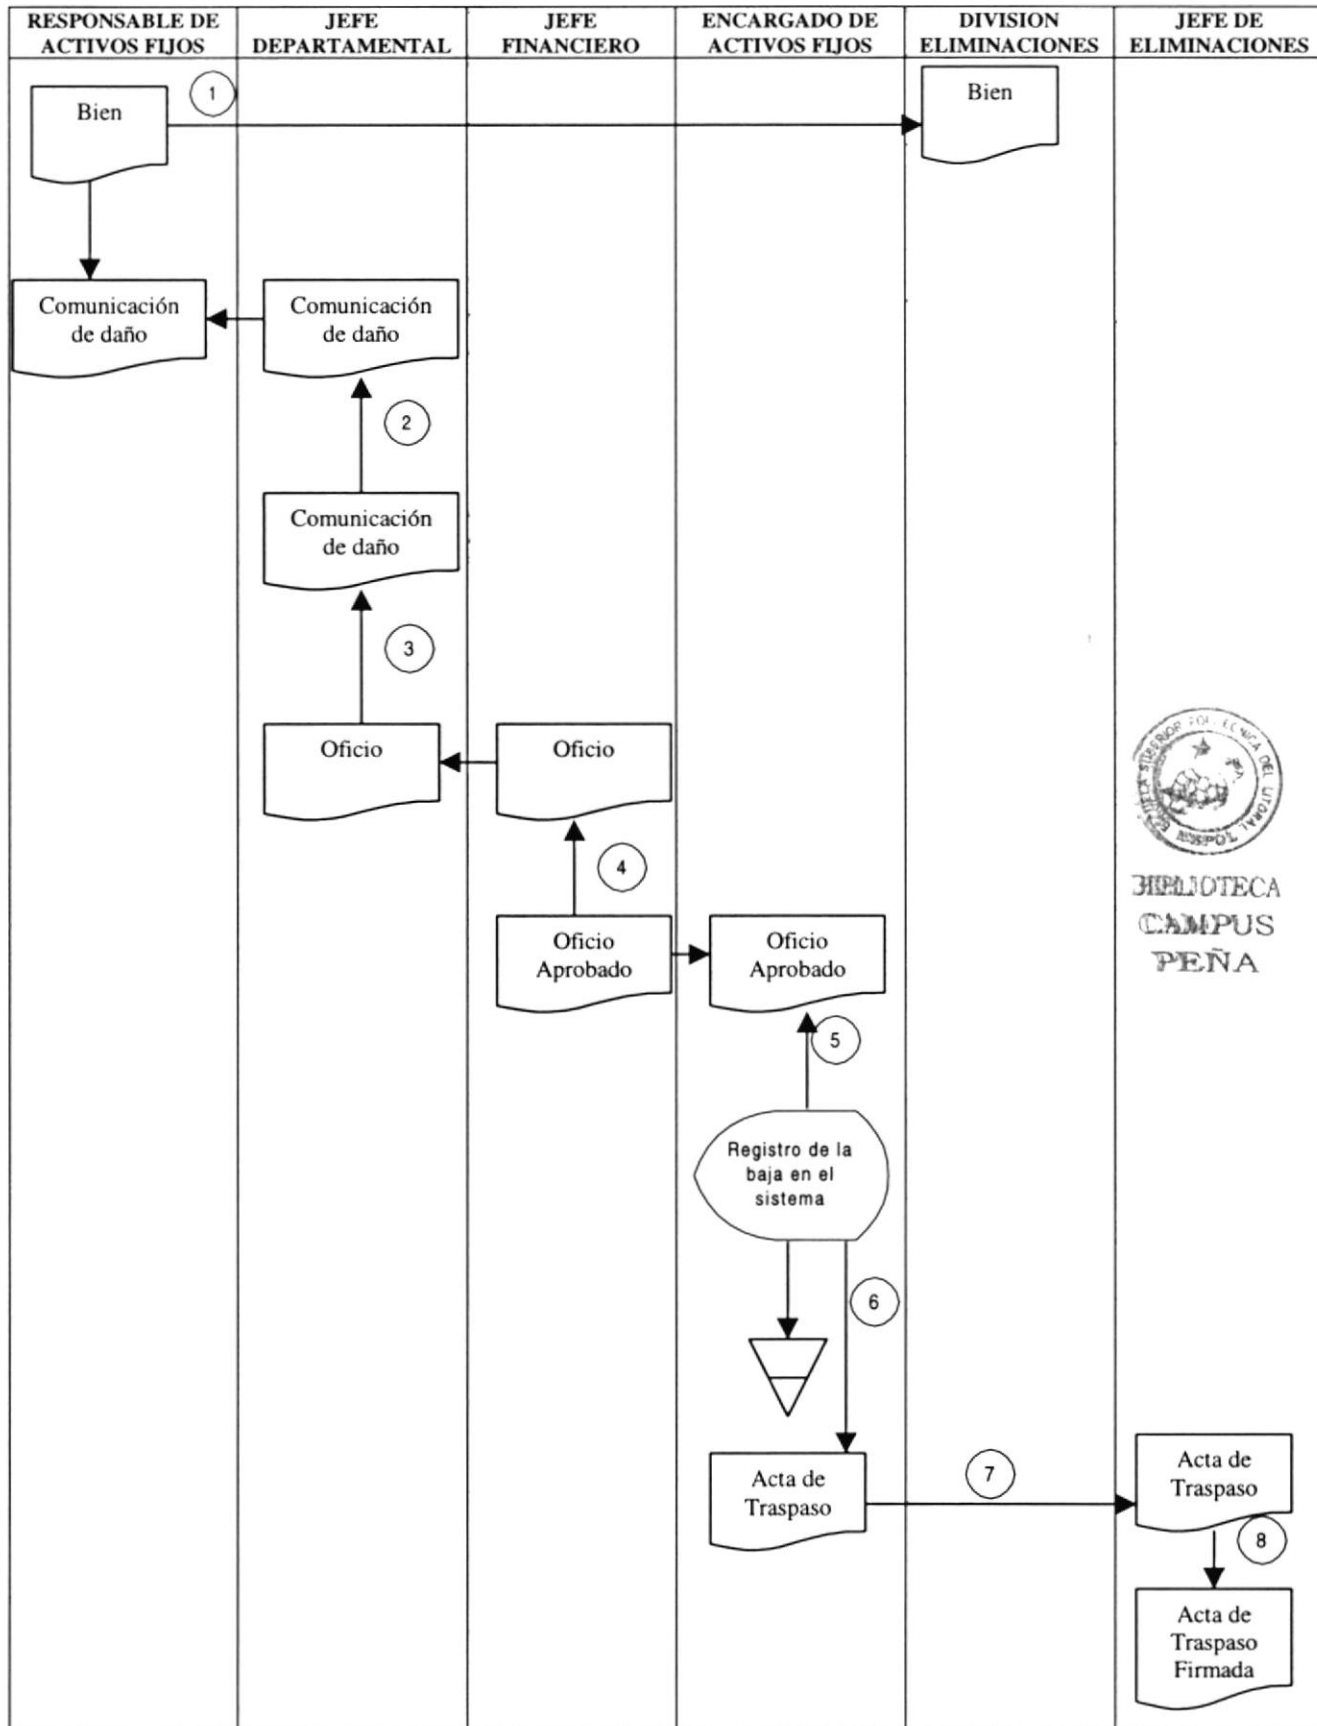 RESPONSABLE DE
ACTIVOS FIJOS
JEFE
DEPARTAMENTAL
JEFE
FINANCIERO
ENCARGADO DE
ACTIVOS FIJOS
DIVISION
ELIMINACIONES
JEFE DE
ELIMINACIONES
Bien
1
Bien
Comunicación
de daño
Comunicación
de daño
2
Comunicación
de daño
3
Oficio
Oficio
4
BIBLIOTECA
CAMPUS
PEÑA
Oficio
Aprobado
Oficio
Aprobado
5
Registro de la
baja en el
sistema
6
Acta de
Traspaso
7
Acta de
Traspaso
8
Acta de
Traspaso
Firmada